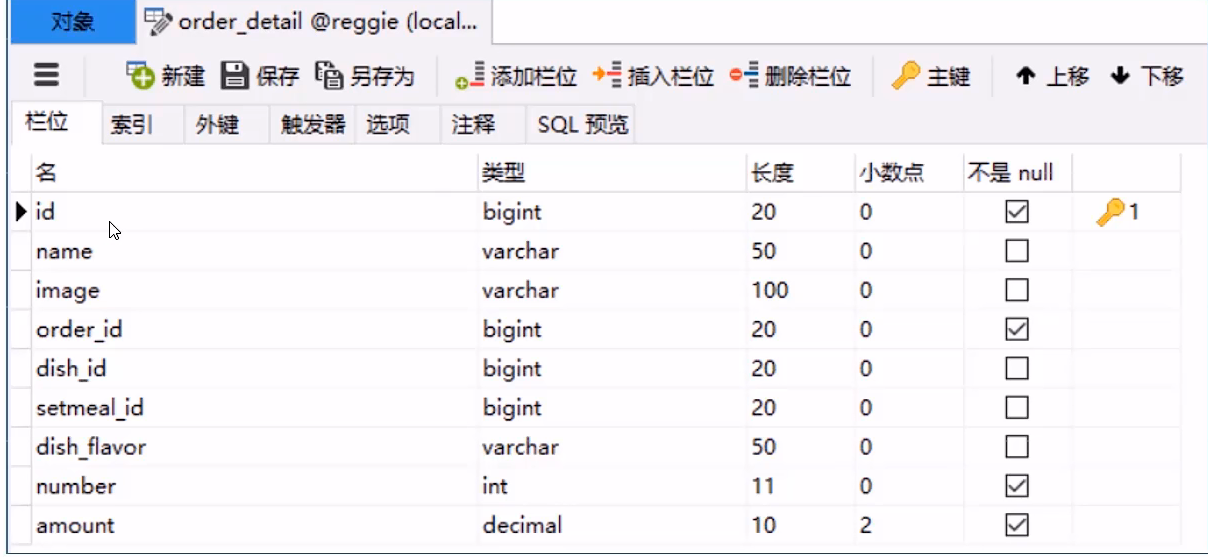 对象 order_detail @reggie (local...
新建 保存 另存为 添加栏位 插入栏位 删除栏位 主键 上移 下移
栏位 索引 外键 触发器 选项 注释 SQL 预览
名 类型 长度 小数点 不是 null
id bigint 20 0 1
name varchar 50 0
image varchar 100 0
order_id bigint 20 0
dish_id bigint 20 0
setmeal_id bigint 20 0
dish_flavor varchar 50 0
number int 11 0
amount decimal 10 2